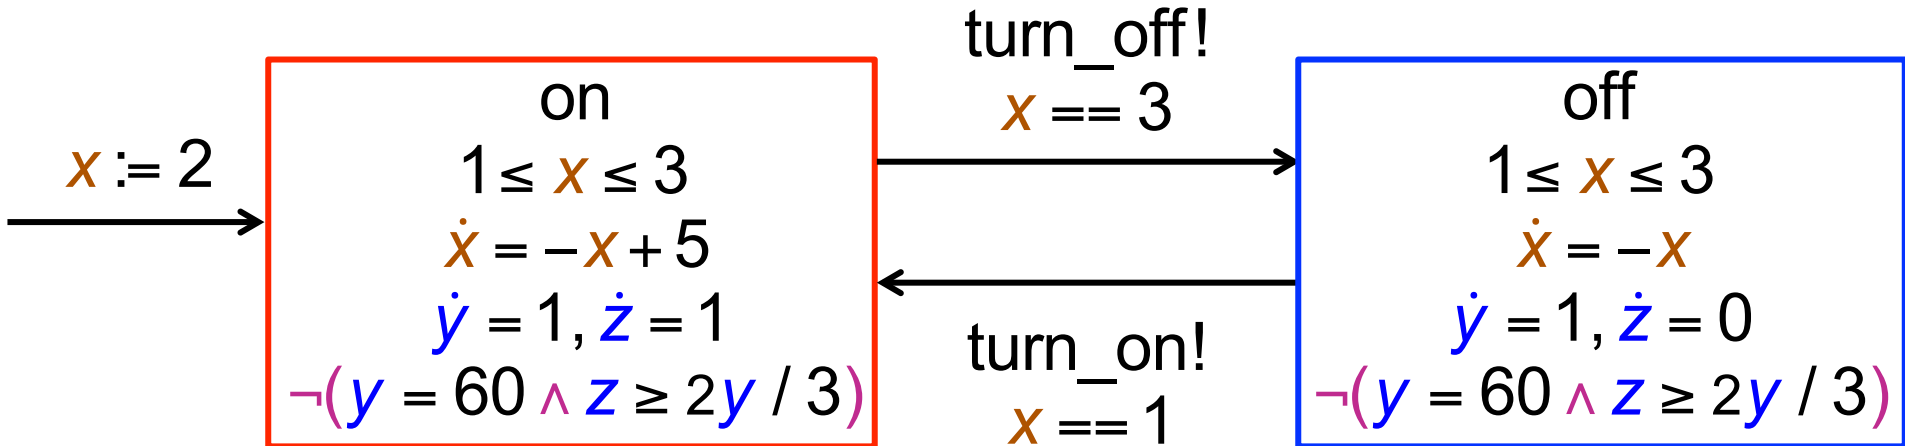 x := 2
on
1 ≤ x ≤ 3
ẋ = −x + 5
ẏ = 1, ż = 1
¬(y = 60 ∧ z ≥ 2y / 3)
turn_off!
x == 3
turn_on!
x == 1
off
1 ≤ x ≤ 3
ẋ = −x
ẏ = 1, ż = 0
¬(y = 60 ∧ z ≥ 2y / 3)